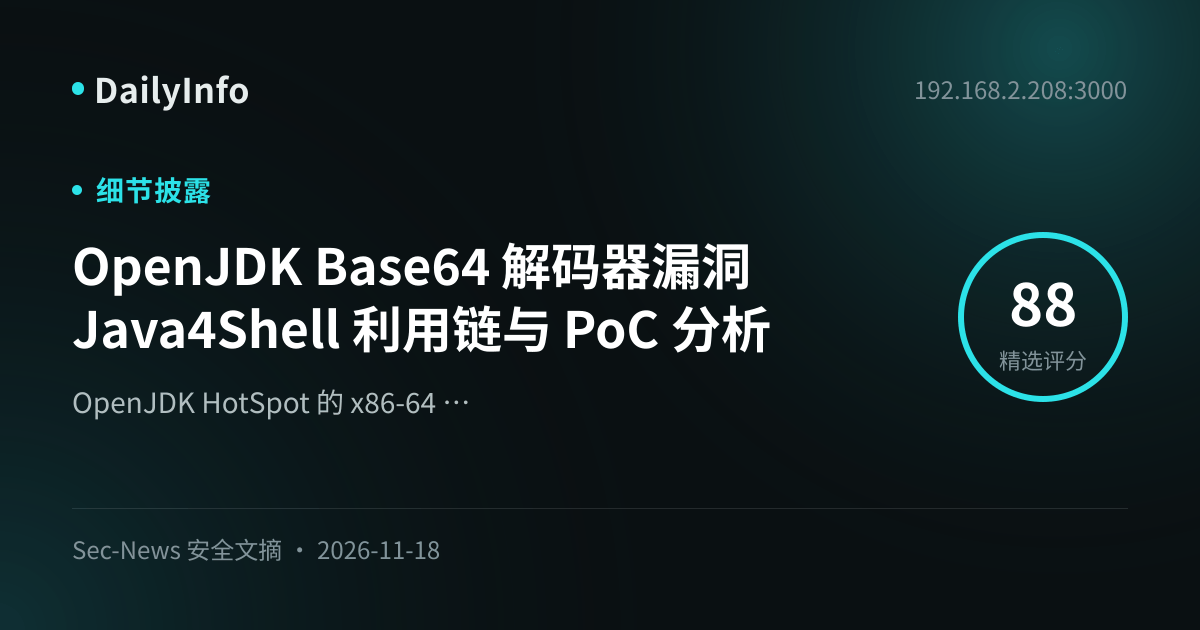 DailyInfo
192.168.2.208:3000
细节披露
OpenJDK Base64 解码器漏洞
Java4Shell 利用链与 PoC 分析
88
精选评分
OpenJDK HotSpot 的 x86-64 …
Sec-News 安全文摘 · 2026-11-18